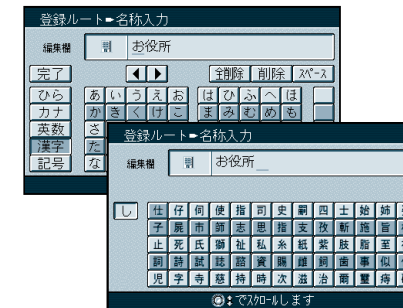 登録ルート➨名称入力
編集欄 お役所
完了 ◀ ▶ 全削除 削除 スペース
ひら あ い う え お は ひ ふ へ ほ
カナ か き く け こ ま み む め も
英数 さ
漢字 た
記号 な
登録ルート➨名称入力
編集欄 お役所
し 仕 仔 伺 使 指 司 史 嗣 四 士 始 姉
子 屍 市 師 志 思 指 支 孜 斬 施 旨
止 死 氏 獅 祉 私 糸 紙 紫 肢 脂 至
詞 詩 試 誌 諮 資 賜 雌 飼 歯 事 似
児 字 寺 慈 持 時 次 滋 治 爾 璽 痔
:でスクロールします